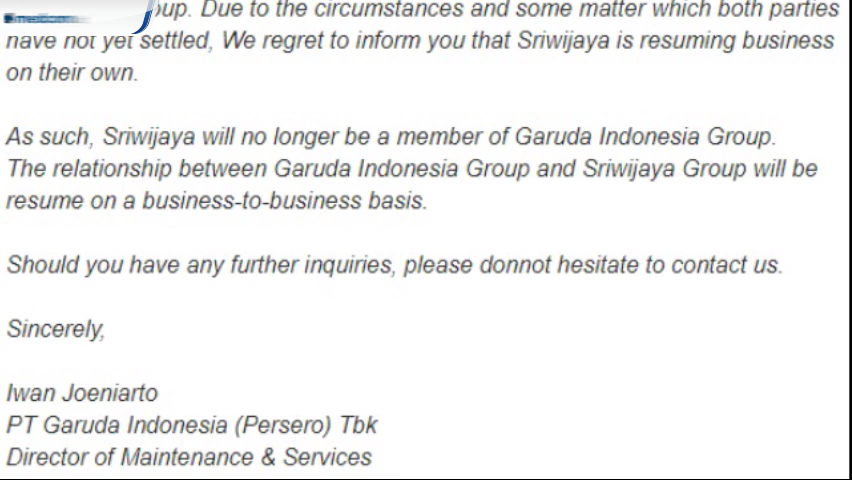 oup. Due to the circumstances and some matter which both parties
have not yet settled, We regret to inform you that Sriwijaya is resuming business
on their own.
As such, Sriwijaya will no longer be a member of Garuda Indonesia Group.
The relationship between Garuda Indonesia Group and Sriwijaya Group will be
resume on a business-to-business basis.
Should you have any further inquiries, please donnot hesitate to contact us.
Sincerely,
Iwan Joeniarto
PT Garuda Indonesia (Persero) Tbk
Director of Maintenance & Services